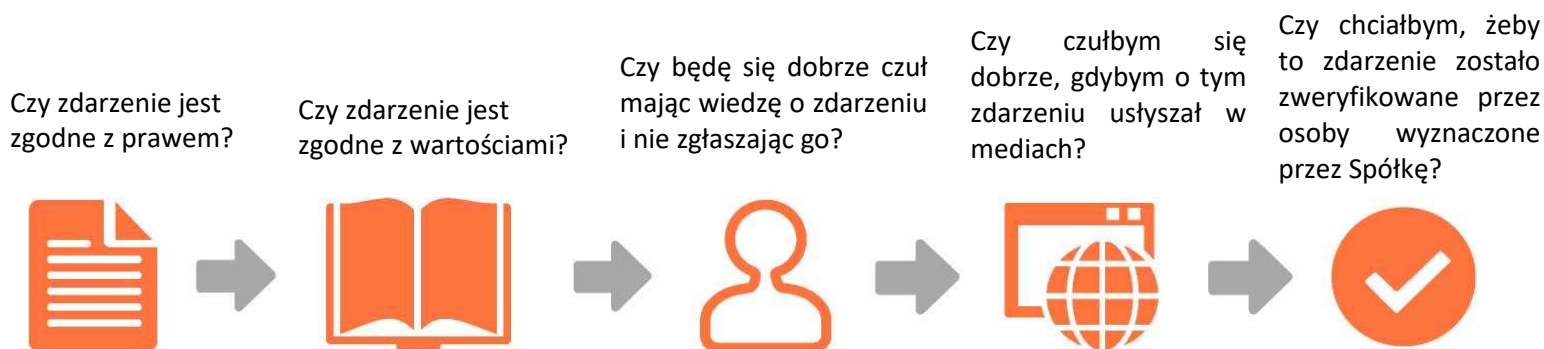 Czy zdarzenie jest
zgodne z prawem?
Czy zdarzenie jest
zgodne z wartościami?
Czy będę się dobrze czuł
mając wiedzę o zdarzeniu
i nie zgłaszając go?
Czy czułbym się
dobrze, gdybym o tym
zdarzeniu usłyszał w
mediach?
Czy chciałbym, żeby
to zdarzenie zostało
zweryfikowane przez
osoby wyznaczone
przez Spółkę?